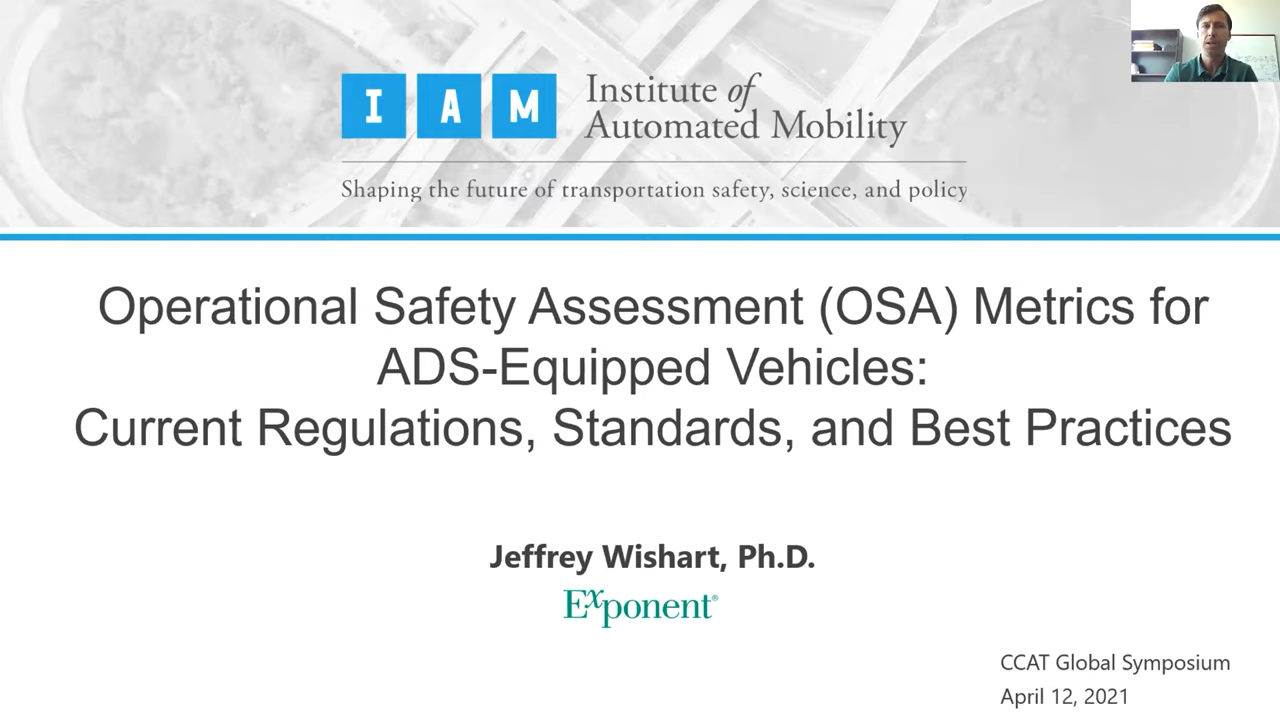 I A M
Institute of
Automated Mobility
Shaping the future of transportation safety, science, and policy
Operational Safety Assessment (OSA) Metrics for
ADS-Equipped Vehicles:
Current Regulations, Standards, and Best Practices
Jeffrey Wishart, Ph.D.
Exponent®
CCAT Global Symposium
April 12, 2021